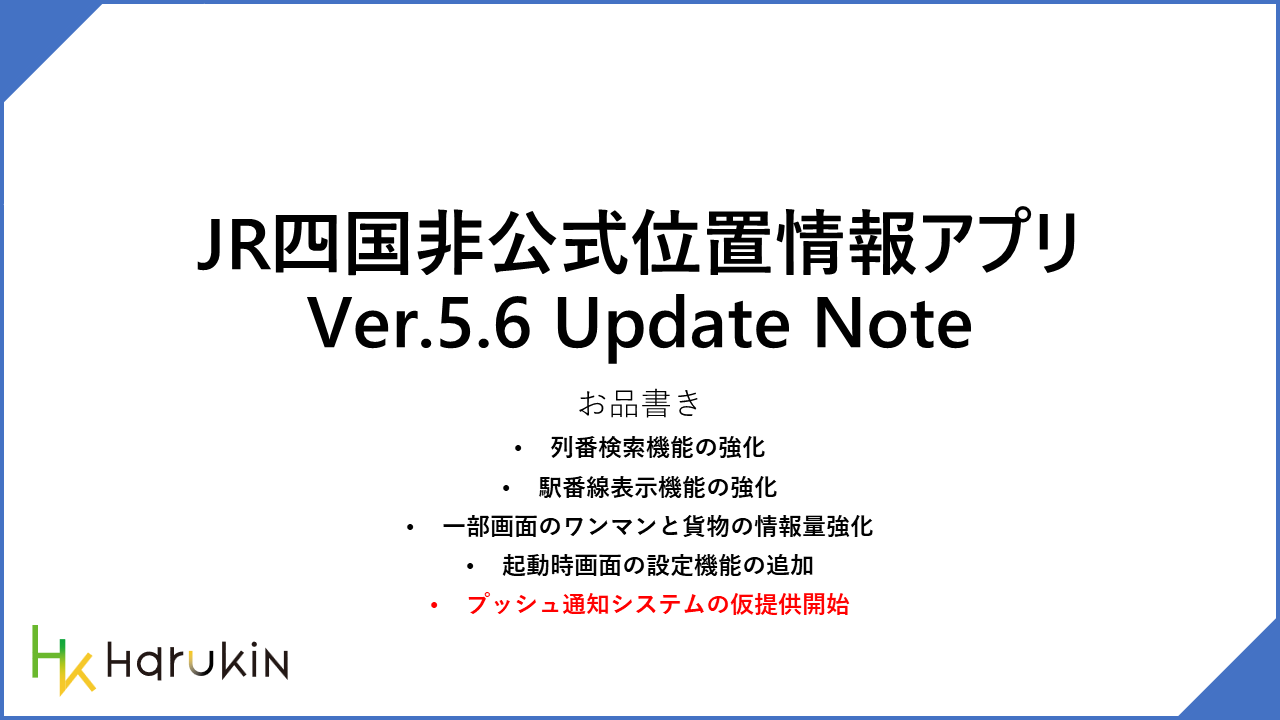 JR四国非公式位置情報アプリ
Ver.5.6 Update Note
お品書き
• 列番検索機能の強化
• 駅番線表示機能の強化
• 一部画面のワンマンと貨物の情報量強化
• 起動時画面の設定機能の追加
• プッシュ通知システムの仮提供開始
HK HarukiN